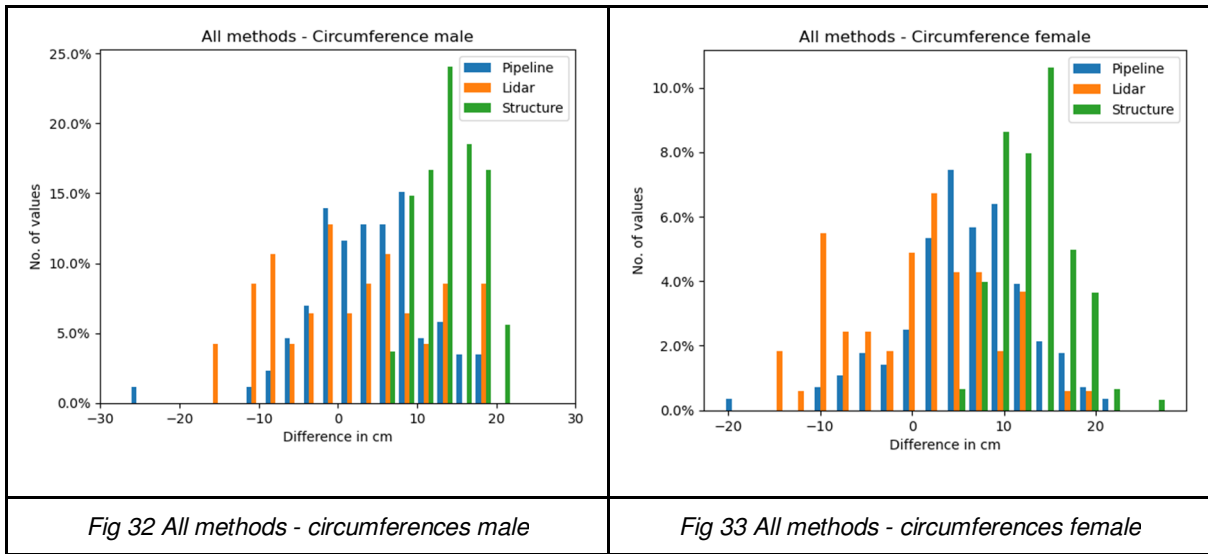 All methods - Circumference male
25.0%
20.0%
15.0%
10.0%
5.0%
0.0%
No. of values
Pipeline
Lidar
Structure
−30
−20
−10
0
10
20
30
Difference in cm
Fig 32 All methods - circumferences male
All methods - Circumference female
10.0%
8.0%
6.0%
4.0%
2.0%
0.0%
No. of values
Pipeline
Lidar
Structure
−20
−10
0
10
20
Difference in cm
Fig 33 All methods - circumferences female